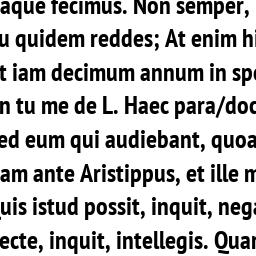 aque fecimus. Non semper,
u quidem reddes; At enim hi
t iam decimum annum in spe
n tu me de L. Haec para/doc
ed eum qui audiebant, quoa
am ante Aristippus, et ille m
uis istud possit, inquit, nega
ecte, inquit, intellegis. Quar